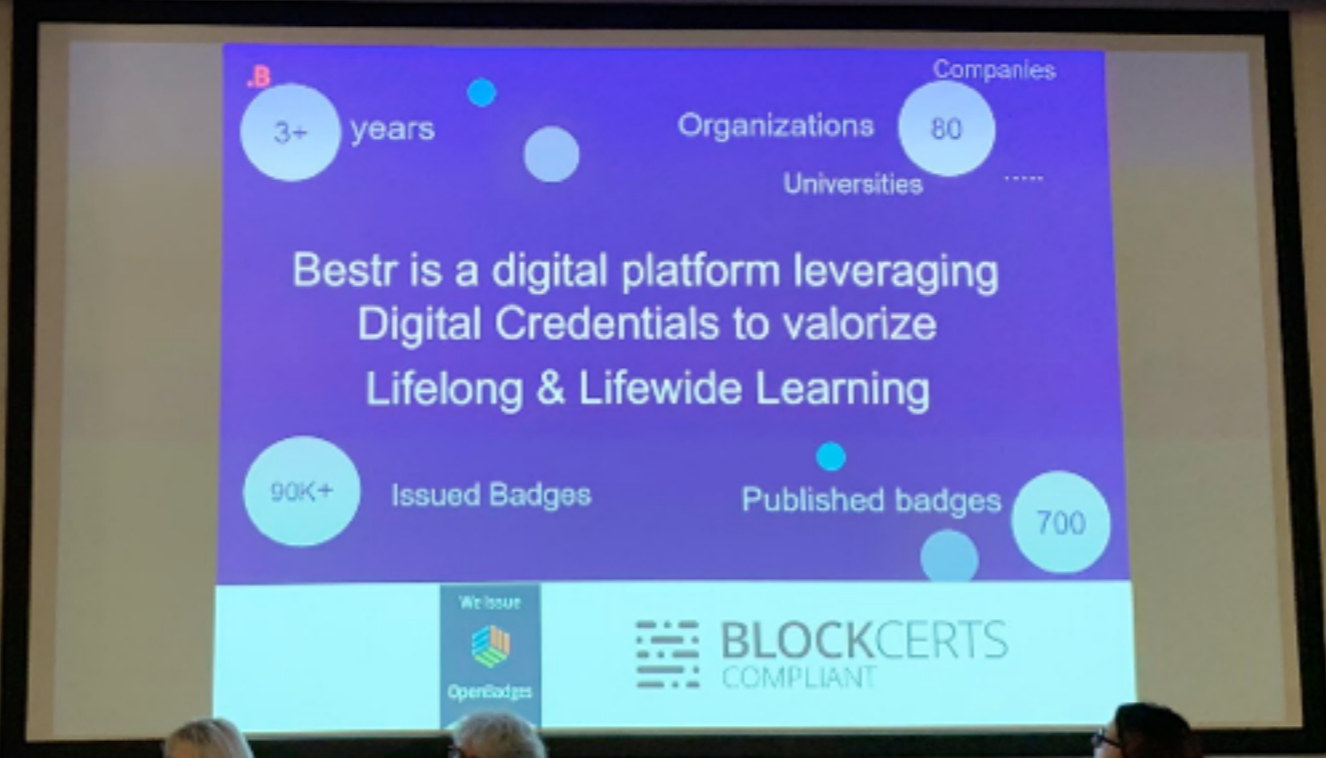 .B
Companies
3+ years
Organizations 80
Universities
.....
Bestr is a digital platform leveraging
Digital Credentials to valorize
Lifelong & Lifewide Learning
90K+ Issued Badges
Published badges 700
We Issue
OpenBadges
BLOCKCERTS
COMPLIANT